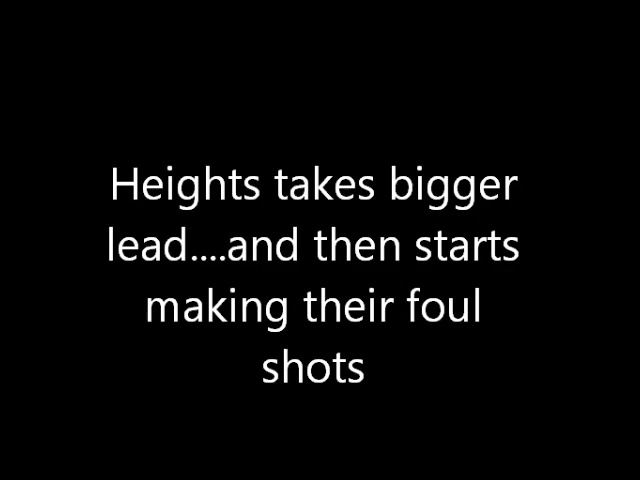 Heights takes bigger
lead....and then starts
making their foul
shots